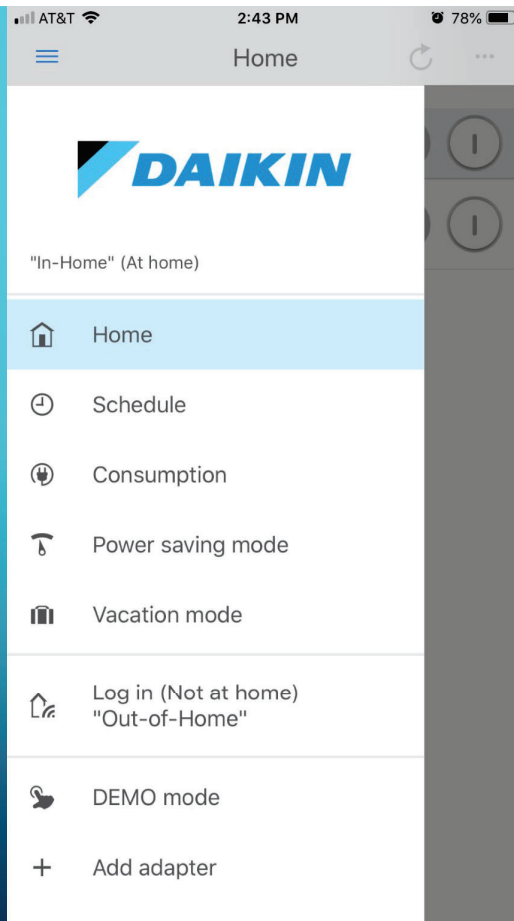 AT&T 2:43 PM 78%
Home
DAIKIN
"In-Home" (At home)
Home
Schedule
Consumption
Power saving mode
Vacation mode
Log in (Not at home)
"Out-of-Home"
DEMO mode
Add adapter